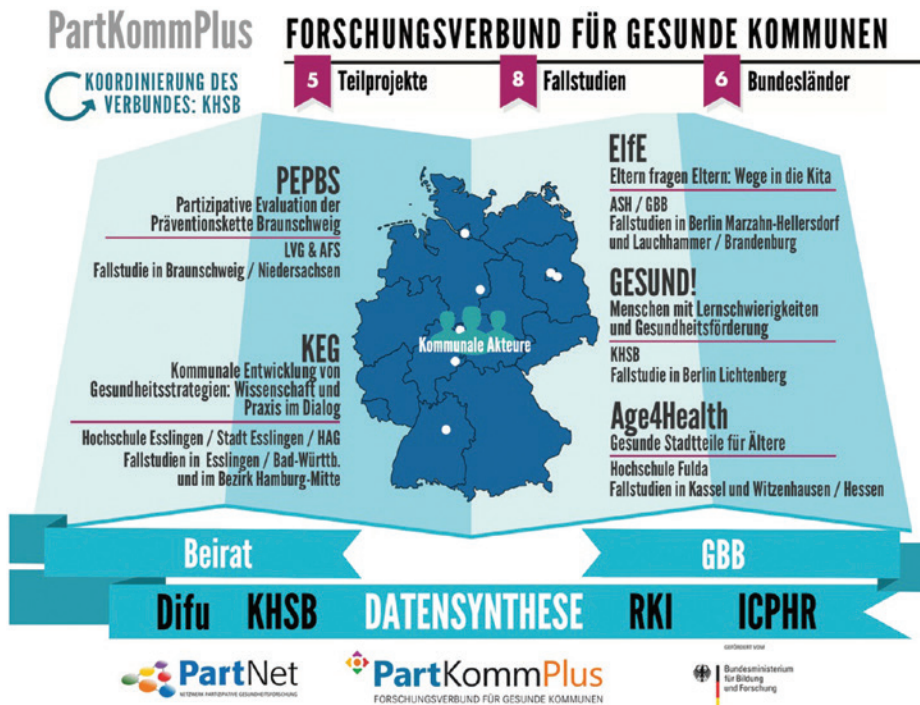 PartKommPlus
FORSCHUNGSVERBUND FÜR GESUNDE KOMMUNEN
KOORDINIERUNG DES
VERBUNDES: KHSB
5 Teilprojekte
8 Fallstudien
6 Bundesländer
PEPBS
Partizipative Evaluation der
Präventionskette Braunschweig
LVG & AFS
Fallstudie in Braunschweig / Niedersachsen
KEG
Kommunale Entwicklung von
Gesundheitsstrategien: Wissenschaft und
Praxis im Dialog
Hochschule Esslingen / Stadt Esslingen / HAG
Fallstudien in Esslingen / Bad-Württb.
und im Bezirk Hamburg-Mitte
Kommunale Akteure
ElfE
Eltern fragen Eltern: Wege in die Kita
ASH / GBB
Fallstudien in Berlin Marzahn-Hellersdorf
und Lauchhammer / Brandenburg
GESUND!
Menschen mit Lernschwierigkeiten
und Gesundheitsförderung
KHSB
Fallstudie in Berlin Lichtenberg
Age4Health
Gesunde Stadtteile für Ältere
Hochschule Fulda
Fallstudien in Kassel und Witzenhausen / Hessen
Beirat
GBB
Difu KHSB DATENSYNTHESE RKI ICPHR
PartNet
NETZWERK PARTIZIPATIVE GESUNDHEITSFORSCHUNG
PartKommPlus
FORSCHUNGSVERBUND FÜR GESUNDE KOMMUNEN
GEFÖRDERT VOM
Bundesministerium
für Bildung
und Forschung